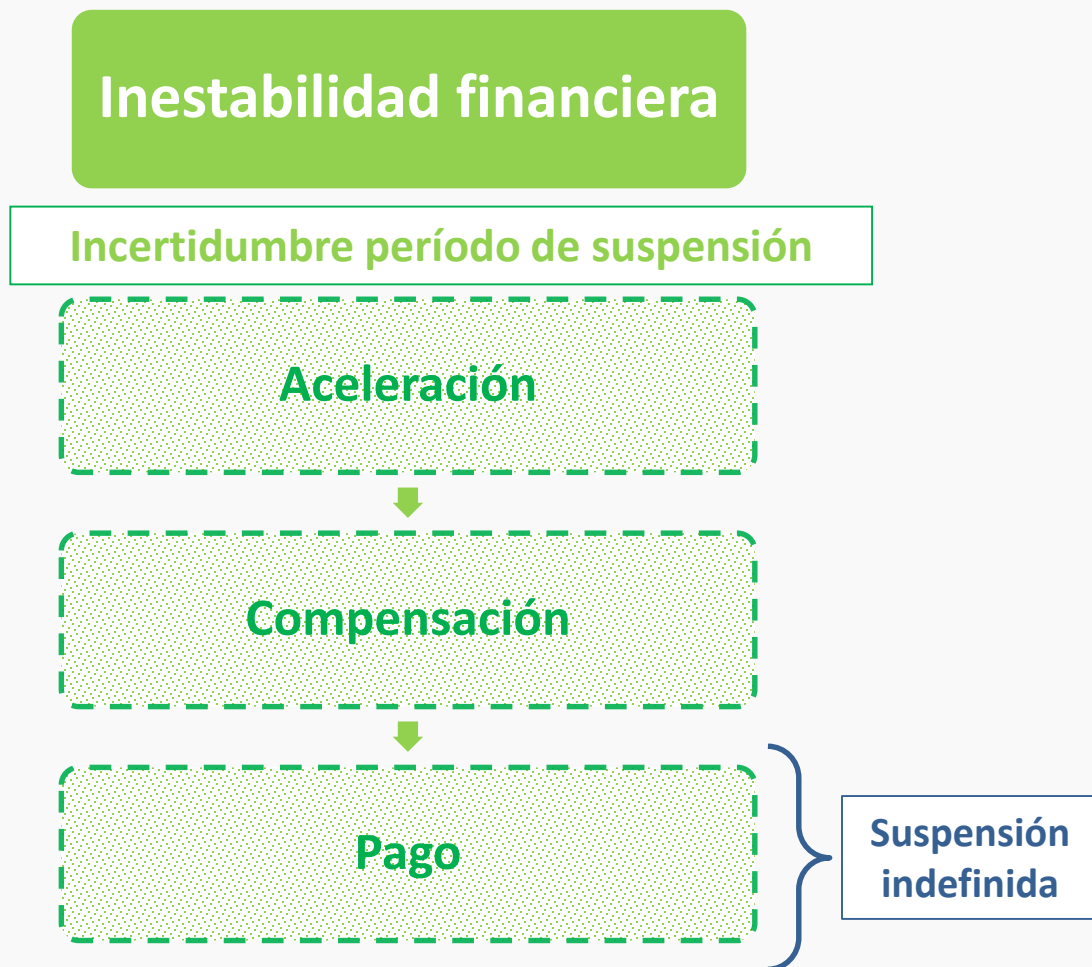 Inestabilidad financiera
Incertidumbre período de suspensión
Aceleración
Compensación
Pago
Suspensión
indefinida